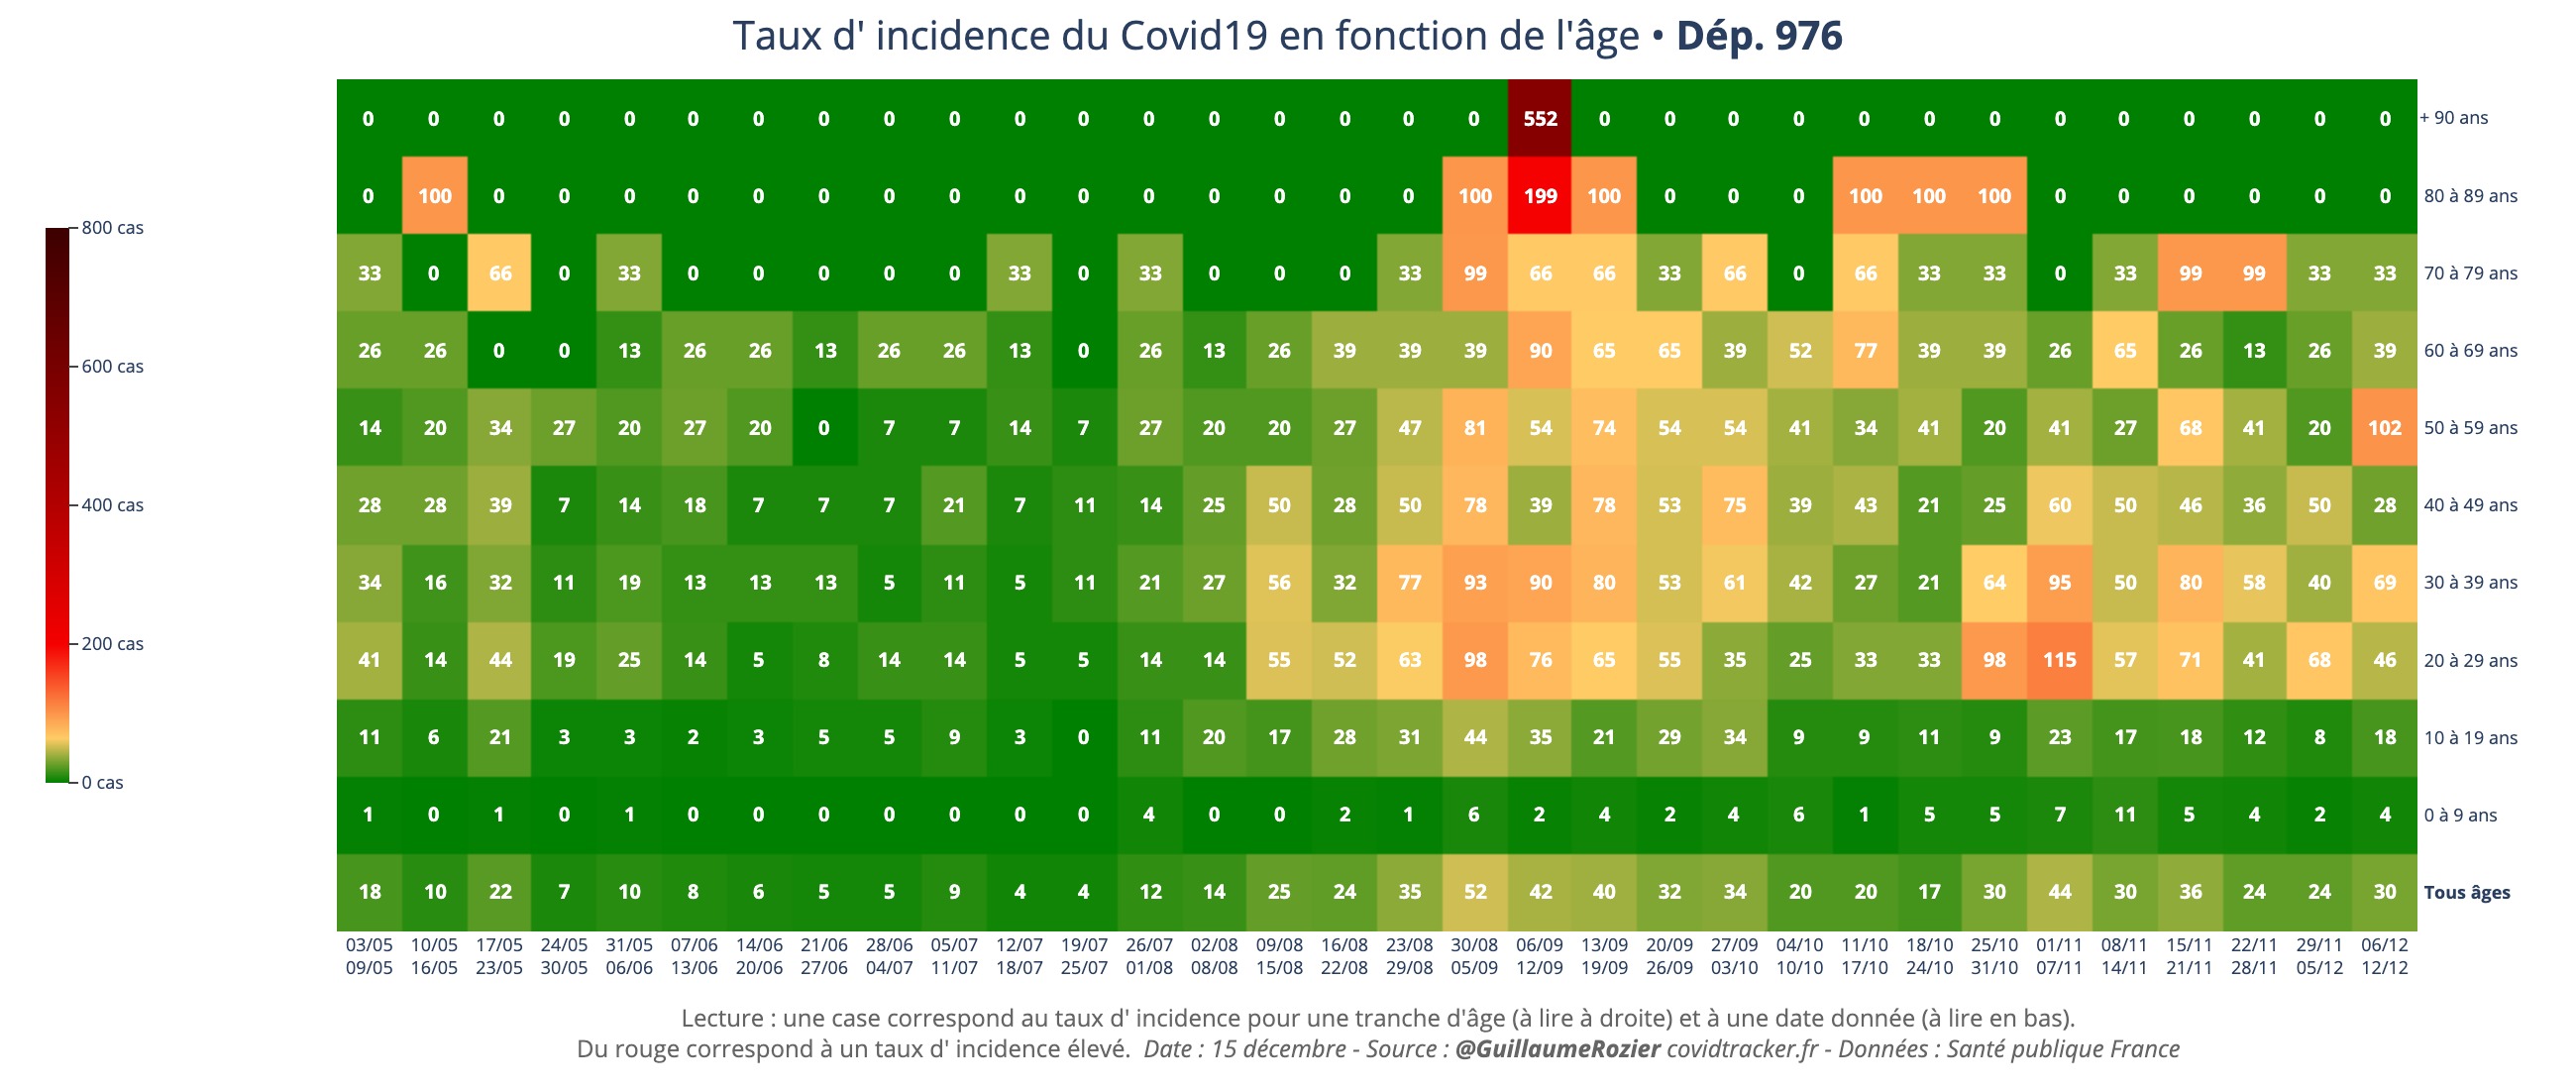 Taux d' incidence du Covid19 en fonction de l'âge • Dép. 976
800 cas
600 cas
400 cas
200 cas
0 cas
0 0 0 0 0 0 0 0 0 0 0 0 0 0 0 0 0 0 552 0 0 0 0 0 0 0 0 0 0 0 0 0 + 90 ans
0 100 0 0 0 0 0 0 0 0 0 0 0 0 0 0 0 100 199 100 0 0 0 100 100 100 0 0 0 0 0 0 80 à 89 ans
33 0 66 0 33 0 0 0 0 0 33 0 33 0 0 0 33 99 66 66 33 66 0 66 33 33 0 33 99 99 33 33 70 à 79 ans
26 26 0 0 13 26 26 13 26 26 13 0 26 13 26 39 39 39 90 65 65 39 52 77 39 39 26 65 26 13 26 39 60 à 69 ans
14 20 34 27 20 27 20 0 7 7 14 7 27 20 20 27 47 81 54 74 54 54 41 34 41 20 41 27 68 41 20 102 50 à 59 ans
28 28 39 7 14 18 7 7 7 21 7 11 14 25 50 28 50 78 39 78 53 75 39 43 21 25 60 50 46 36 50 28 40 à 49 ans
34 16 32 11 19 13 13 13 5 11 5 11 21 27 56 32 77 93 90 80 53 61 42 27 21 64 95 50 80 58 40 69 30 à 39 ans
41 14 44 19 25 14 5 8 14 14 5 5 14 14 55 52 63 98 76 65 55 35 25 33 33 98 115 57 71 41 68 46 20 à 29 ans
11 6 21 3 3 2 3 5 5 9 3 0 11 20 17 28 31 44 35 21 29 34 9 9 11 9 23 17 18 12 8 18 10 à 19 ans
1 0 1 0 1 0 0 0 0 0 0 0 4 0 0 2 1 6 2 4 2 4 6 1 5 5 7 11 5 4 2 4 0 à 9 ans
18 10 22 7 10 8 6 5 5 9 4 4 12 14 25 24 35 52 42 40 32 34 20 20 17 30 44 30 36 24 24 30 Tous âges
03/05 10/05 17/05 24/05 31/05 07/06 14/06 21/06 28/06 05/07 12/07 19/07 26/07 02/08 09/08 16/08 23/08 30/08 06/09 13/09 20/09 27/09 04/10 11/10 18/10 25/10 01/11 08/11 15/11 22/11 29/11 06/12
09/05 16/05 23/05 30/05 06/06 13/06 20/06 27/06 04/07 11/07 18/07 25/07 01/08 08/08 15/08 22/08 29/08 05/09 12/09 19/09 26/09 03/10 10/10 17/10 24/10 31/10 07/11 14/11 21/11 28/11 05/12 12/12
Lecture : une case correspond au taux d' incidence pour une tranche d'âge (à lire à droite) et à une date donnée (à lire en bas).
Du rouge correspond à un taux d' incidence élevé. Date : 15 décembre - Source : @GuillaumeRozier covidtracker.fr - Données : Santé publique France